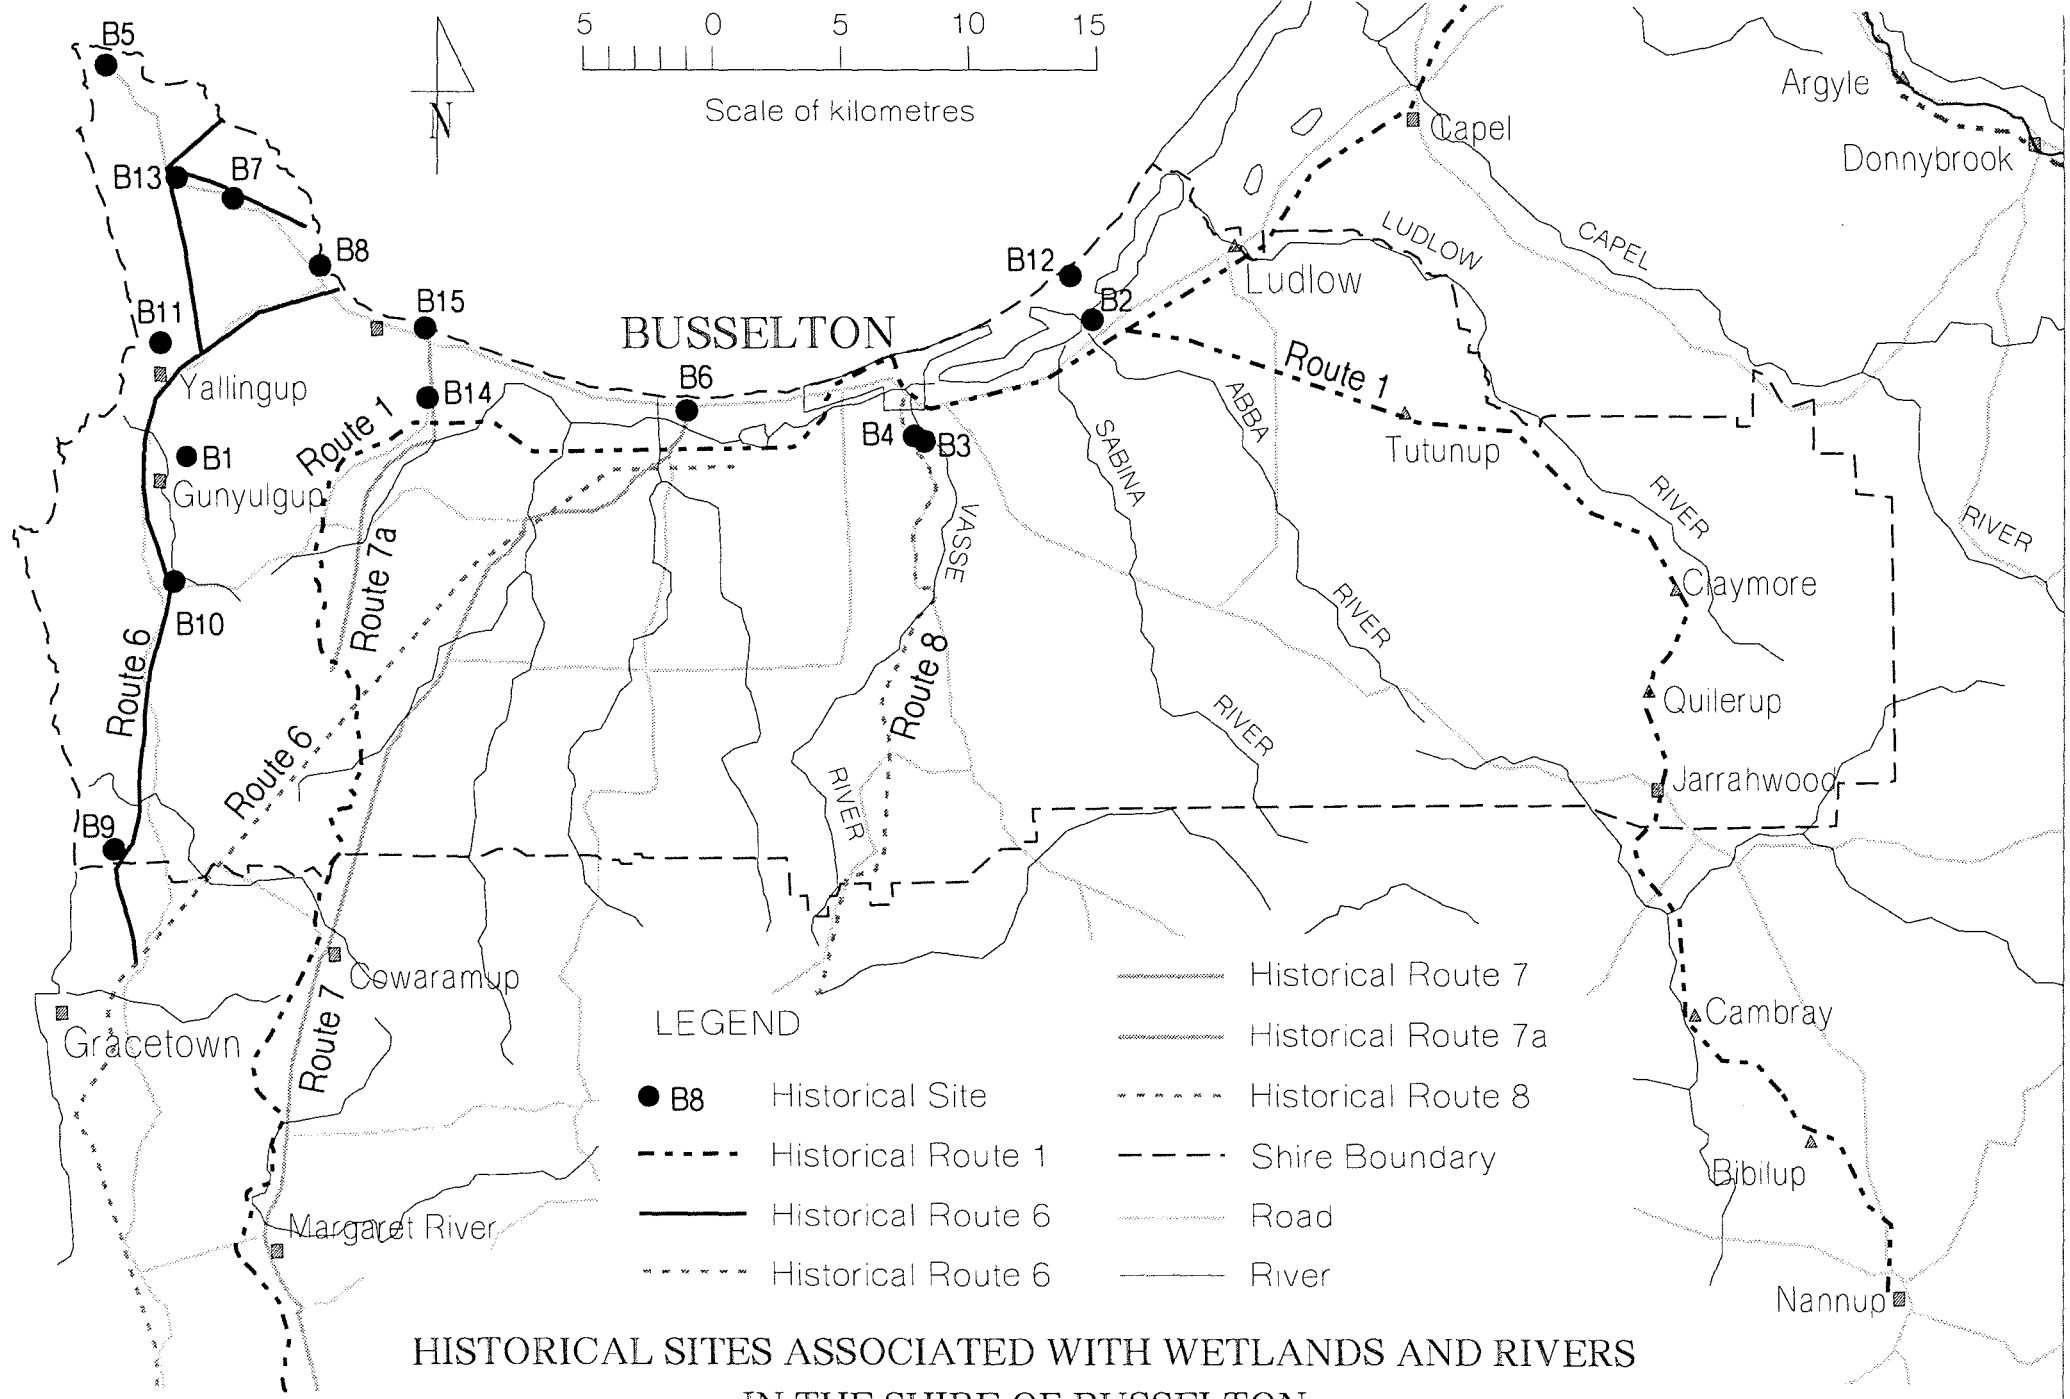 5 0 5 10 15
Scale of kilometres
N
B5
B13
B7
B8
B11
B15
Yallingup
B14
B1
Gunyulgup
B10
B9
BUSSELTON
B6
B12
B2
B4
B3
Argyle
Donnybrook
Capel
Ludlow
LUDLOW
RIVER
CAPEL
RIVER
Route 1
Tutunup
ABBA
RIVER
SABINA
RIVER
VASSE
RIVER
Route 1
Route 7a
Route 6
Route 6
Route 8
Claymore
Quilerup
Jarrahwood
Cowaramup
Gracetown
Route 7
Margaret River
Cambray
Bibilup
Nannup
LEGEND
B8 Historical Site
Historical Route 1
Historical Route 6
Historical Route 6
Historical Route 7
Historical Route 7a
Historical Route 8
Shire Boundary
Road
River
HISTORICAL SITES ASSOCIATED WITH WETLANDS AND RIVERS
IN THE SHIRE OF BUSSELTON